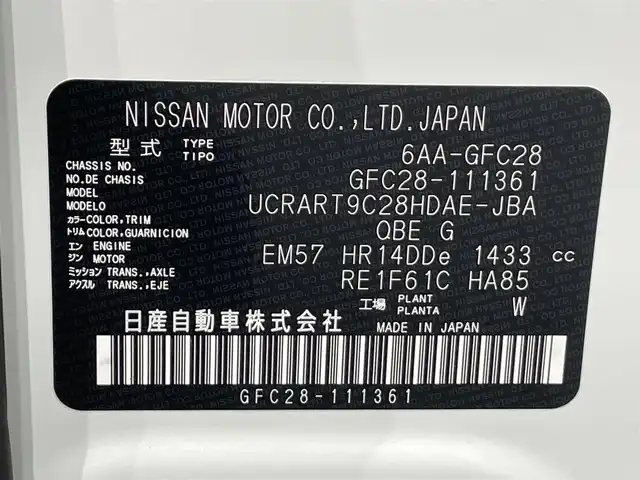 NISSAN MOTOR CO.,LTD.JAPAN
型式 TYPE TIPO 6AA-GFC28
CHASSIS NO.
NO.DE CHASIS GFC28-111361
MODEL
MODELO UCRART9C28HDAE-JBA
カラー COLOR, TRIM
トリム COLOR, GUARNICION QBE G
エン ENGINE
ジン MOTOR EM57 HR14DDe 1433 cc
ミッション TRANS.,AXLE
アクスル TRANS.,EJE RE1F61C HA85
工場 PLANT PLANTA W
日産自動車株式会社 MADE IN JAPAN
GFC28-111361